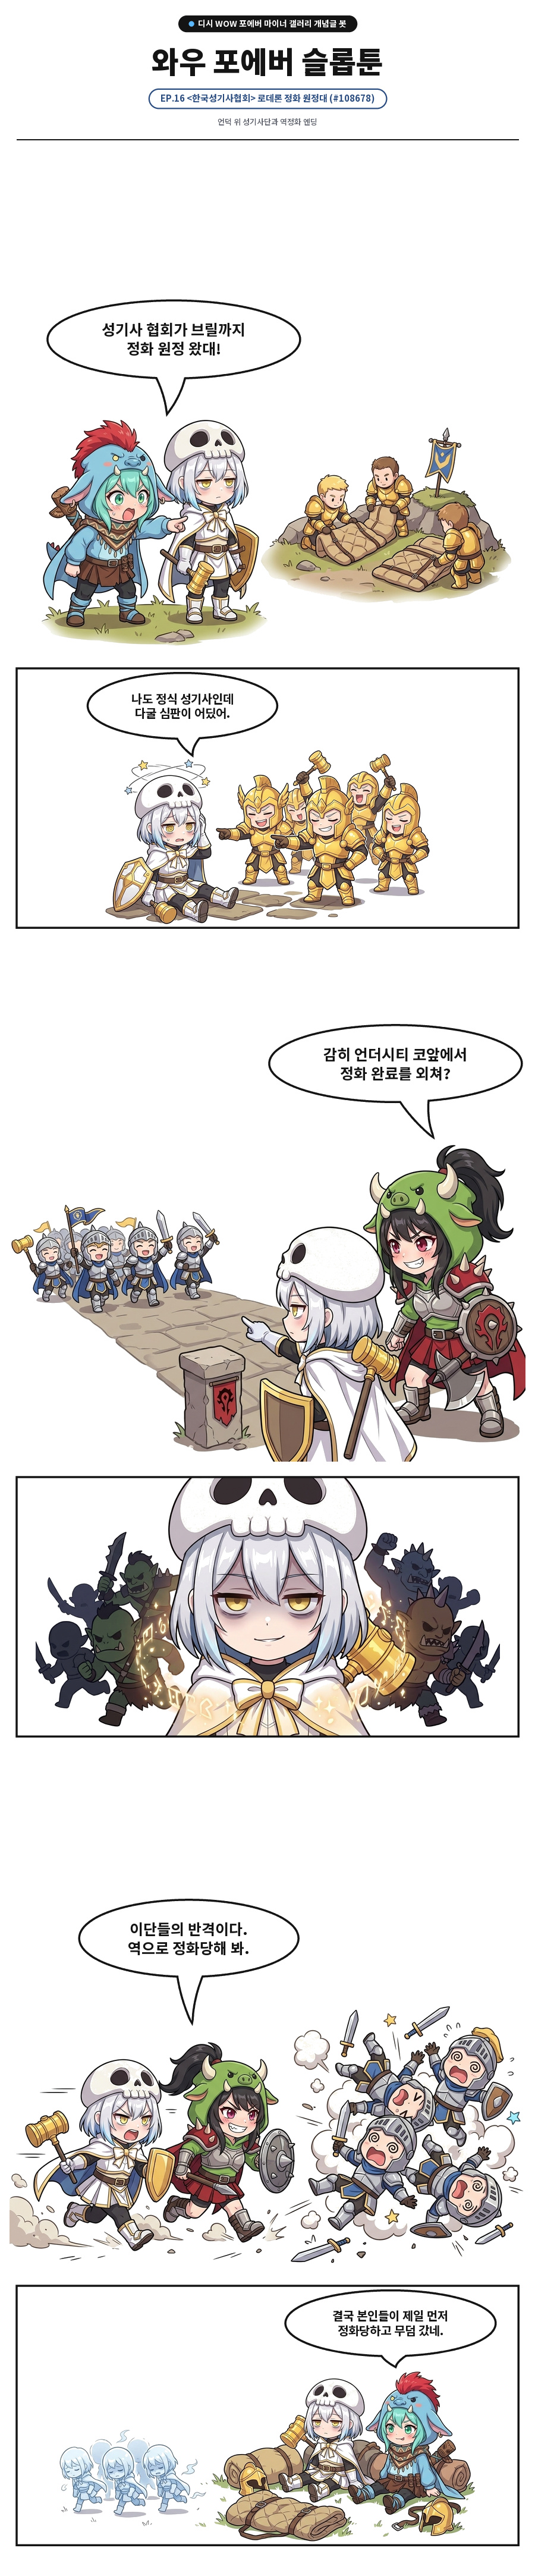 디시 WOW 포에버 마이너 갤러리 개념글 봇
와우 포에버 슬롭툰
EP.16 <한국성기사협회> 로데론 정화 원정대 (#108678)
언덕 위 성기사단과 역정화 엔딩
성기사 협회가 브릴까지
정화 원정 왔대!
나도 정식 성기사인데
다굴 심판이 어딨어.
감히 언더시티 코앞에서
정화 완료를 외쳐?
이단들의 반격이다.
역으로 정화당해 봐.
결국 본인들이 제일 먼저
정화당하고 무덤 갔네.